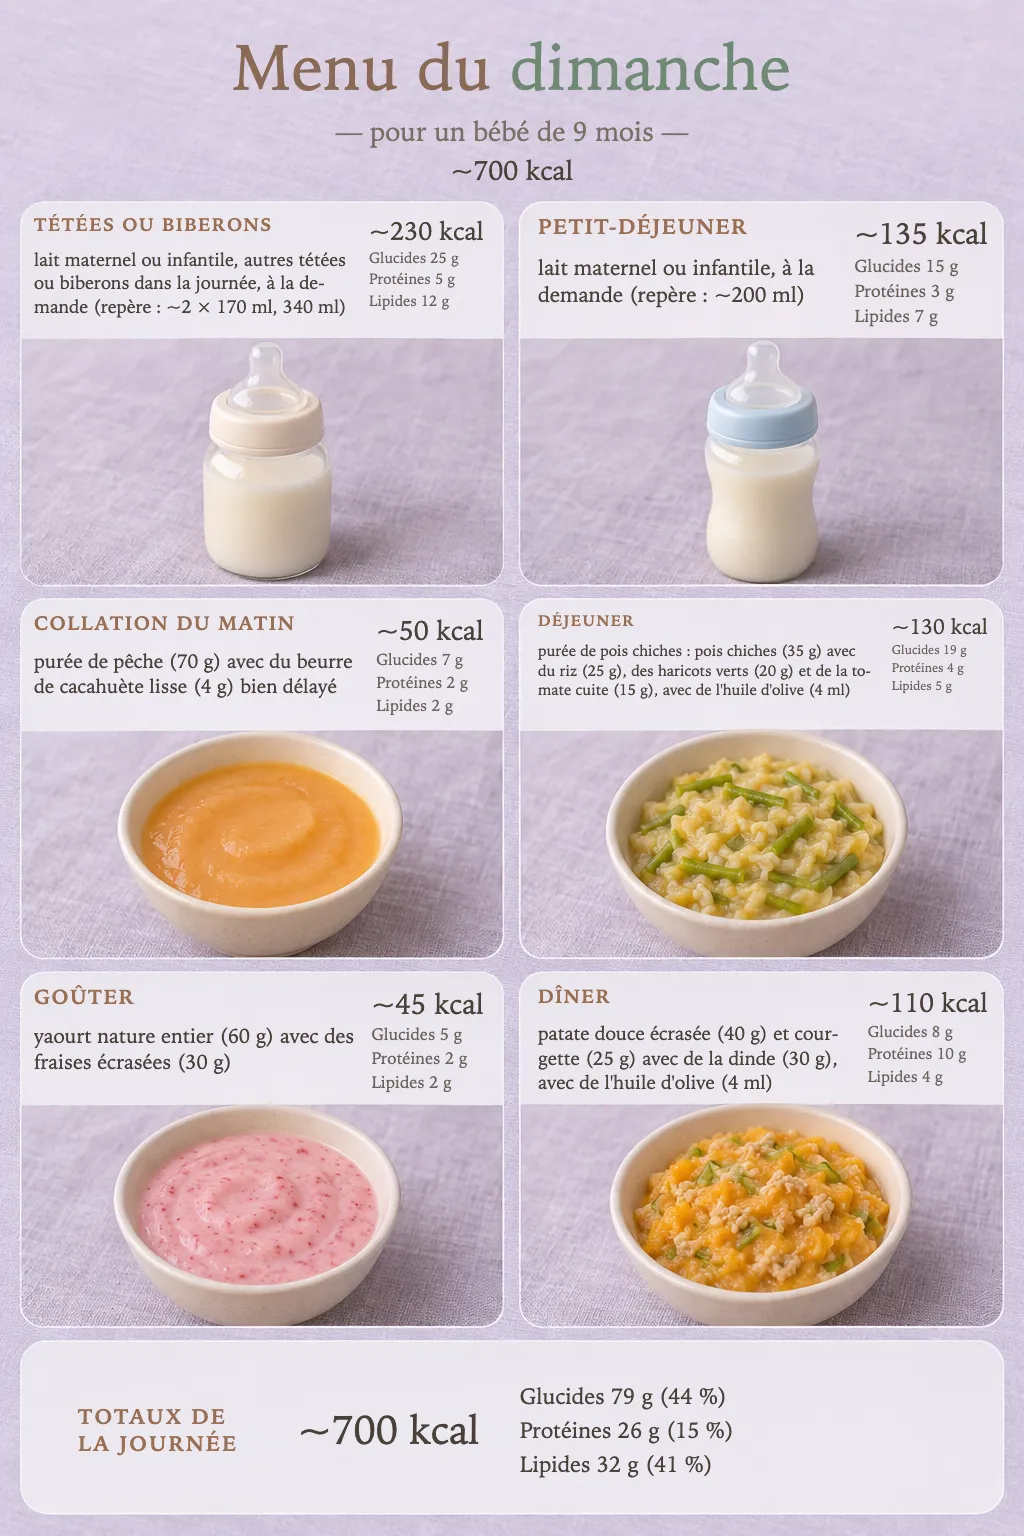 Menu du dimanche
— pour un bébé de 9 mois —
~700 kcal
TÉTÉES OU BIBERONS
lait maternel ou infantile, autres tétées
ou biberons dans la journée, à la de-
mande (repère : ~2 × 170 ml, 340 ml)
~230 kcal
Glucides 25 g
Protéines 5 g
Lipides 12 g
PETIT-DÉJEUNER
lait maternel ou infantile, à la
demande (repère : ~200 ml)
~135 kcal
Glucides 15 g
Protéines 3 g
Lipides 7 g
COLLATION DU MATIN
purée de pêche (70 g) avec du beurre
de cacahuète lisse (4 g) bien délayé
~50 kcal
Glucides 7 g
Protéines 2 g
Lipides 2 g
DÉJEUNER
purée de pois chiches : pois chiches (35 g) avec
du riz (25 g), des haricots verts (20 g) et de la to-
mate cuite (15 g), avec de l'huile d'olive (4 ml)
~130 kcal
Glucides 19 g
Protéines 4 g
Lipides 5 g
GOÛTER
yaourt nature entier (60 g) avec des
fraises écrasées (30 g)
~45 kcal
Glucides 5 g
Protéines 2 g
Lipides 2 g
DÎNER
patate douce écrasée (40 g) et cour-
gette (25 g) avec de la dinde (30 g),
avec de l'huile d'olive (4 ml)
~110 kcal
Glucides 8 g
Protéines 10 g
Lipides 4 g
TOTAUX DE
LA JOURNÉE
~700 kcal
Glucides 79 g (44 %)
Protéines 26 g (15 %)
Lipides 32 g (41 %)